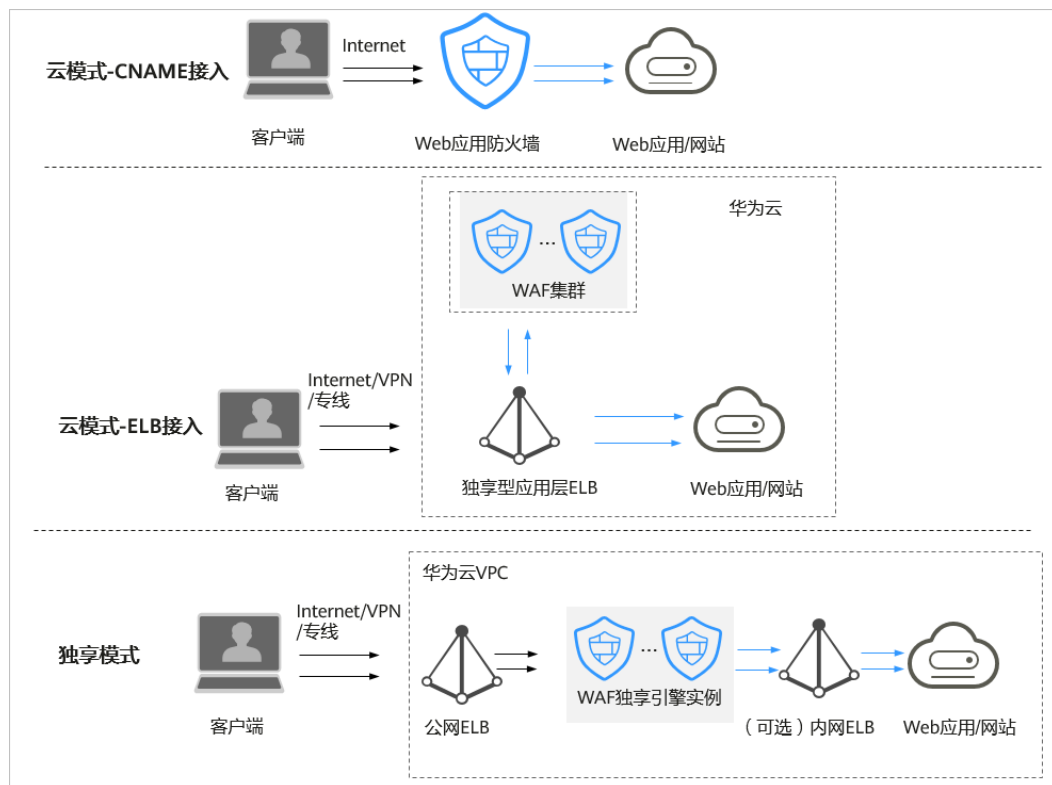 云模式-CNAME接入
Internet
客户端
Web应用防火墙
Web应用/网站
华为云
...
WAF集群
云模式-ELB接入
Internet/VPN
/专线
客户端
独享型应用层ELB
Web应用/网站
华为云VPC
独享模式
Internet/VPN
/专线
客户端
公网ELB
...
WAF独享引擎实例
（可选）内网ELB
Web应用/网站